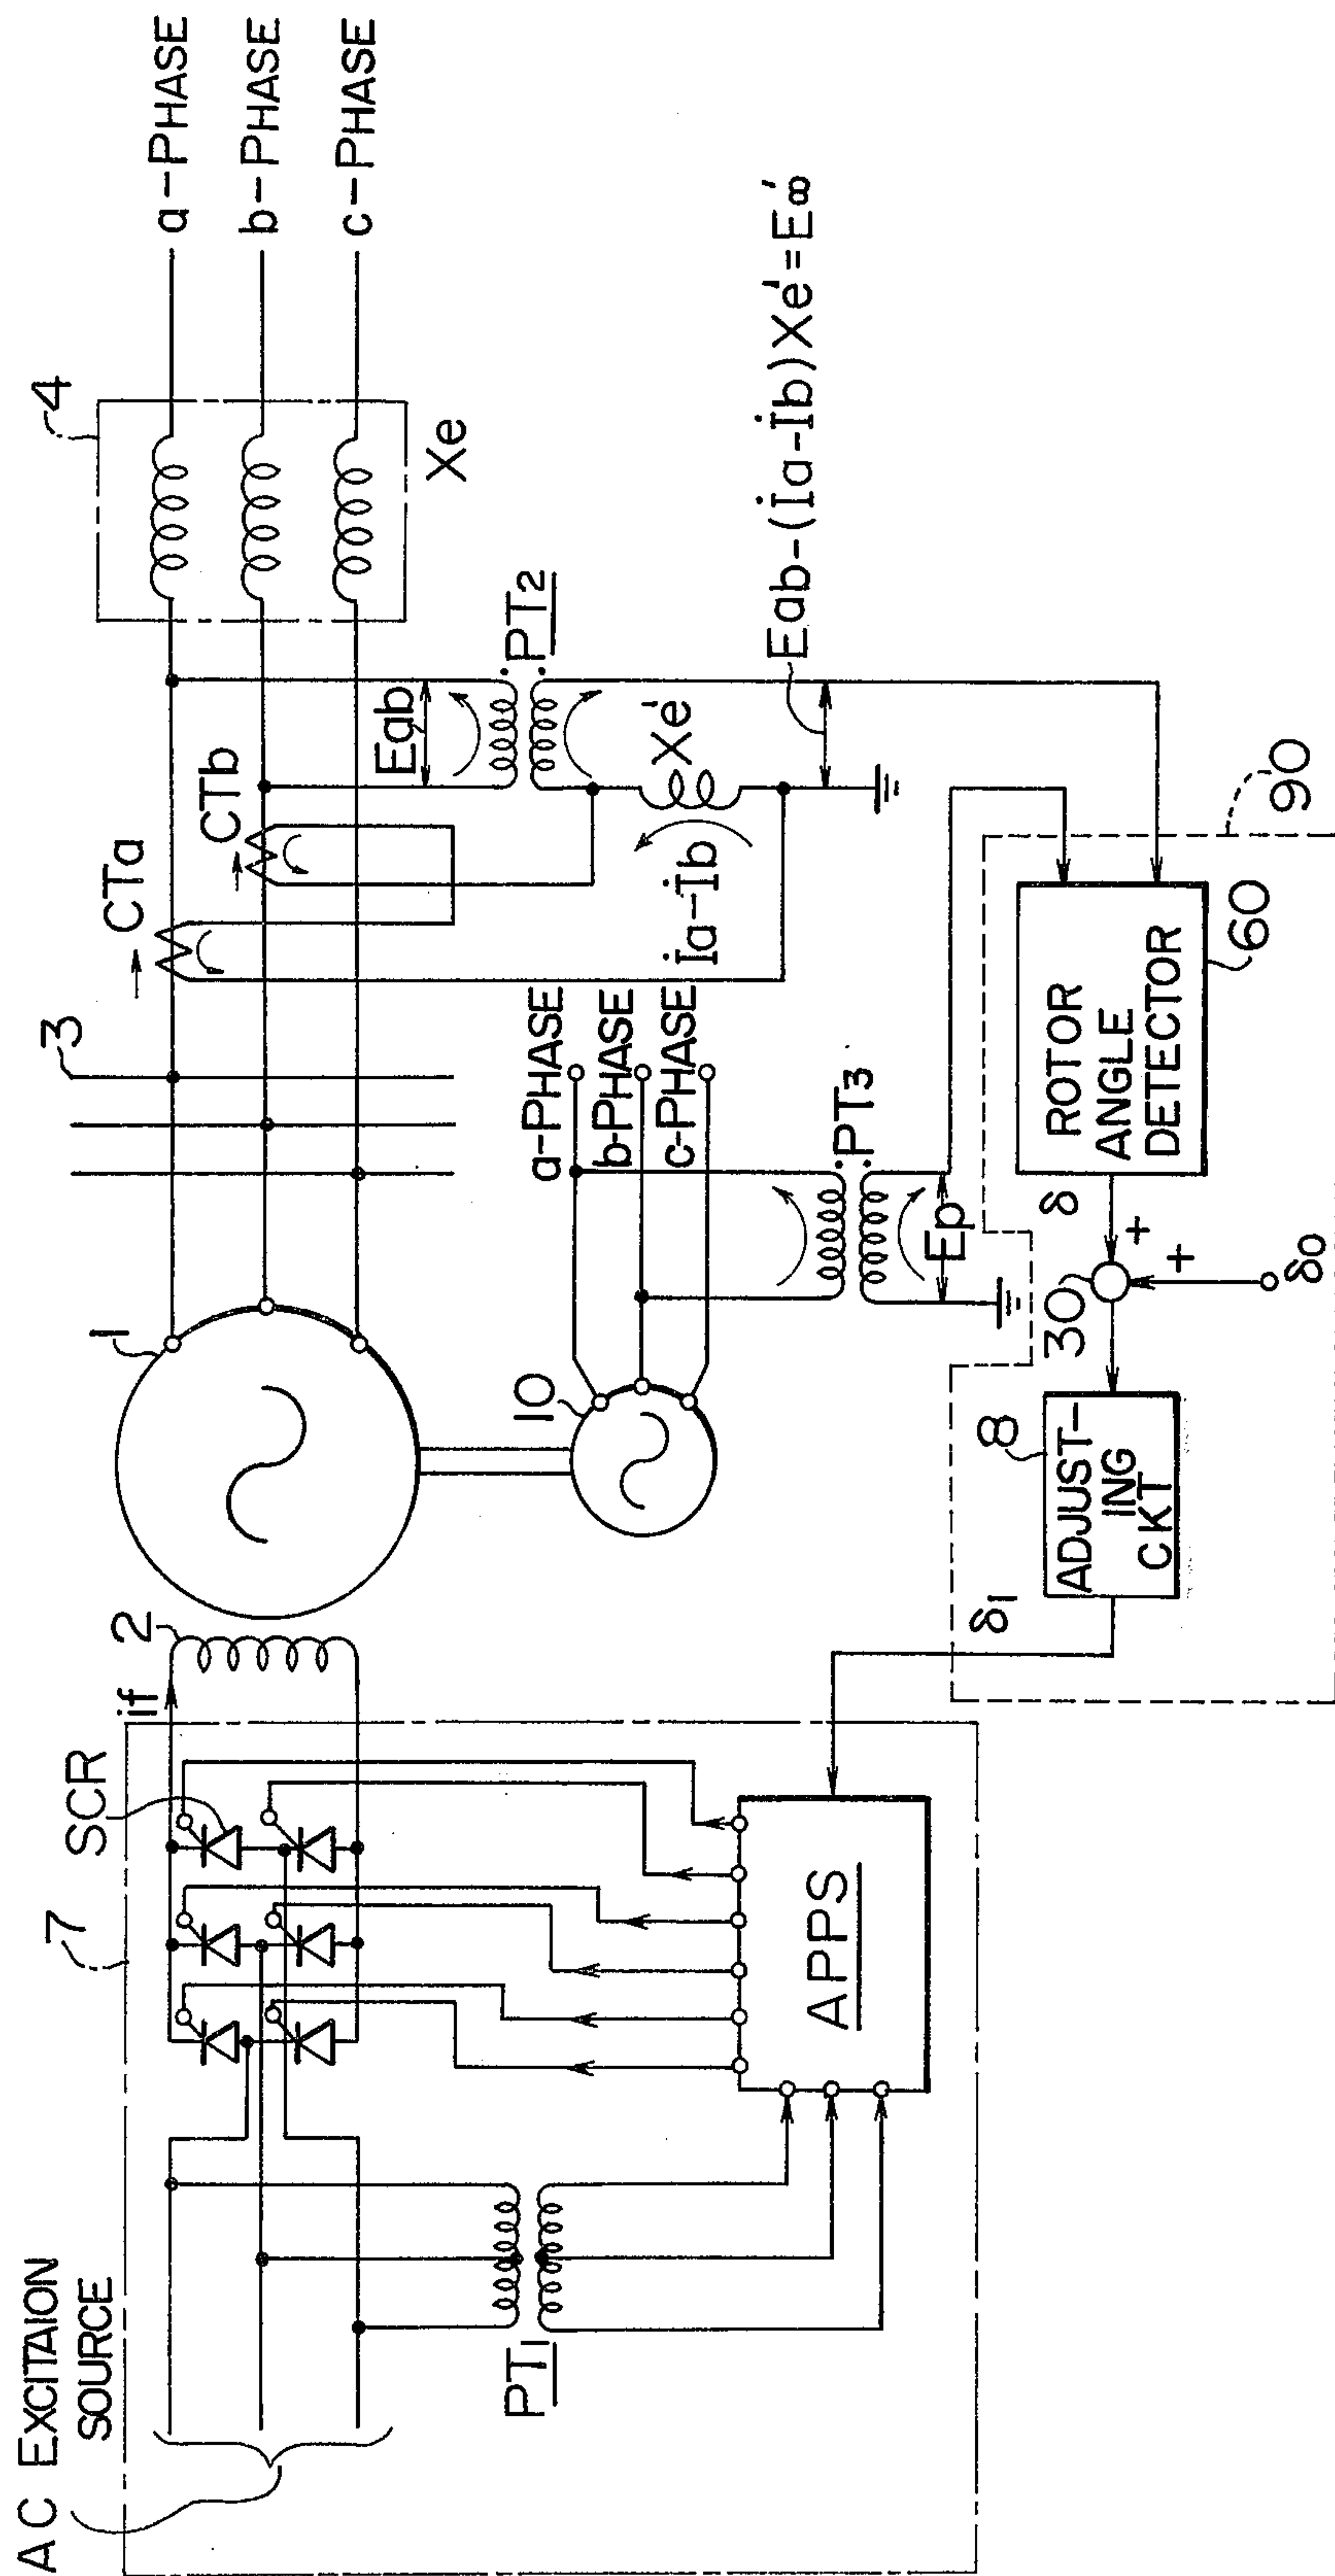 AC EXCITAION
SOURCE
7
SCR
if
2
1
3
CTa
CTb
4
a-PHASE
b-PHASE
c-PHASE
Xe
Eab
PT2
Xe'
İa-İb
Eab-(İa-İb)Xe'=E∞'
10
a-PHASE
b-PHASE
c-PHASE
PT3
Ep
PT1
APPS
δ1
8
ADJUST-
ING
CKT
30
+
+
δ0
δ
ROTOR
ANGLE
DETECTOR
60
90